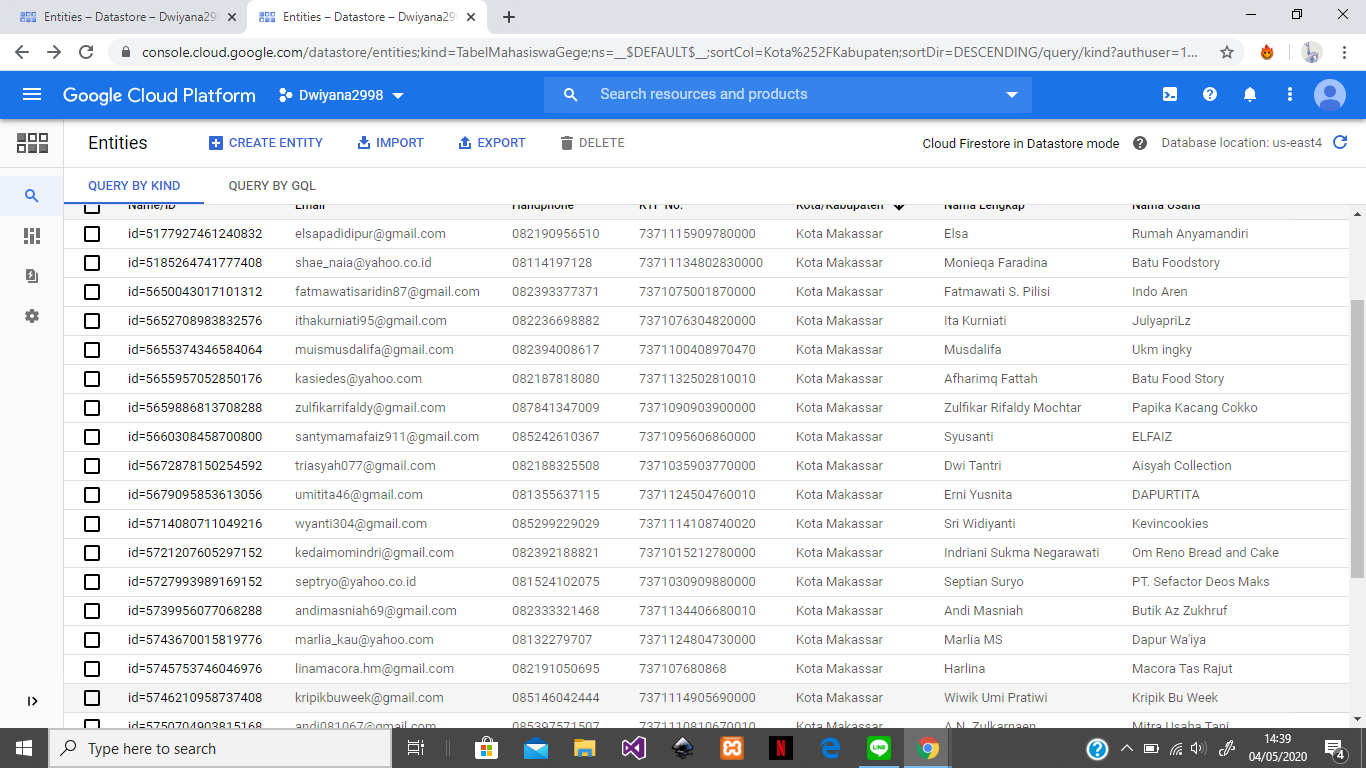 Entities – Datastore – Dwiyana299
Entities – Datastore – Dwiyana299
console.cloud.google.com/datastore/entities;kind=TabelMahasiswaGege;ns=__$DEFAULT$__;sortCol=Kota%252FKabupaten;sortDir=DESCENDING/query/kind?authuser=1...
Google Cloud Platform Dwiyana2998 Search resources and products
Entities CREATE ENTITY IMPORT EXPORT DELETE Cloud Firestore in Datastore mode Database location: us-east4
QUERY BY KIND QUERY BY GQL
Name/ID Email Handphone KTP No. Kota/Kabupaten Nama Lengkap Nama Usaha
id=5177927461240832 elsapadidipur@gmail.com 082190956510 7371115909780000 Kota Makassar Elsa Rumah Anyamandiri
id=5185264741777408 shae_naia@yahoo.co.id 08114197128 73711134802830000 Kota Makassar Monieqa Faradina Batu Foodstory
id=5650043017101312 fatmawatisaridin87@gmail.com 082393377371 7371075001870000 Kota Makassar Fatmawati S. Pilisi Indo Aren
id=5652708983832576 ithakurniati95@gmail.com 082236698882 7371076304820000 Kota Makassar Ita Kurniati JulyapriLz
id=5655374346584064 muismusdalifa@gmail.com 082394008617 7371100408970470 Kota Makassar Musdalifa Ukm ingky
id=5655957052850176 kasiedes@yahoo.com 082187818080 7371132502810010 Kota Makassar Afharimq Fattah Batu Food Story
id=5659886813708288 zulfikarrifaldy@gmail.com 087841347009 7371090903900000 Kota Makassar Zulfikar Rifaldy Mochtar Papika Kacang Cokko
id=5660308458700800 santymamafaiz911@gmail.com 085242610367 7371095606860000 Kota Makassar Syusanti ELFAIZ
id=5672878150254592 triasyah077@gmail.com 082188325508 7371035903770000 Kota Makassar Dwi Tantri Aisyah Collection
id=5679095853613056 umitita46@gmail.com 081355637115 7371124504760010 Kota Makassar Erni Yusnita DAPURTITA
id=5714080711049216 wyanti304@gmail.com 085299229029 7371114108740020 Kota Makassar Sri Widiyanti Kevincookies
id=5721207605297152 kedaimomindri@gmail.com 082392188821 7371015212780000 Kota Makassar Indriani Sukma Negarawati Om Reno Bread and Cake
id=5727993989169152 septryo@yahoo.co.id 081524102075 7371030909880000 Kota Makassar Septian Suryo PT. Sefactor Deos Maks
id=5739956077068288 andimasniah69@gmail.com 082333321468 7371134406680010 Kota Makassar Andi Masniah Butik Az Zukhruf
id=5743670015819776 marlia_kau@yahoo.com 08132279707 7371124804730000 Kota Makassar Marlia MS Dapur Wa'iya
id=5745753746046976 linamacora.hm@gmail.com 082191050695 737107680868 Kota Makassar Harlina Macora Tas Rajut
id=5746210958737408 kripikbuweek@gmail.com 085146042444 7371114905690000 Kota Makassar Wiwik Umi Pratiwi Kripik Bu Week
id=5750704903815168 andi081067@gmail.com 085397571507 7371110810670010 Kota Makassar A.N. Zulkarnaen Mitra Usaha Tani
Type here to search
14:39
04/05/2020
4